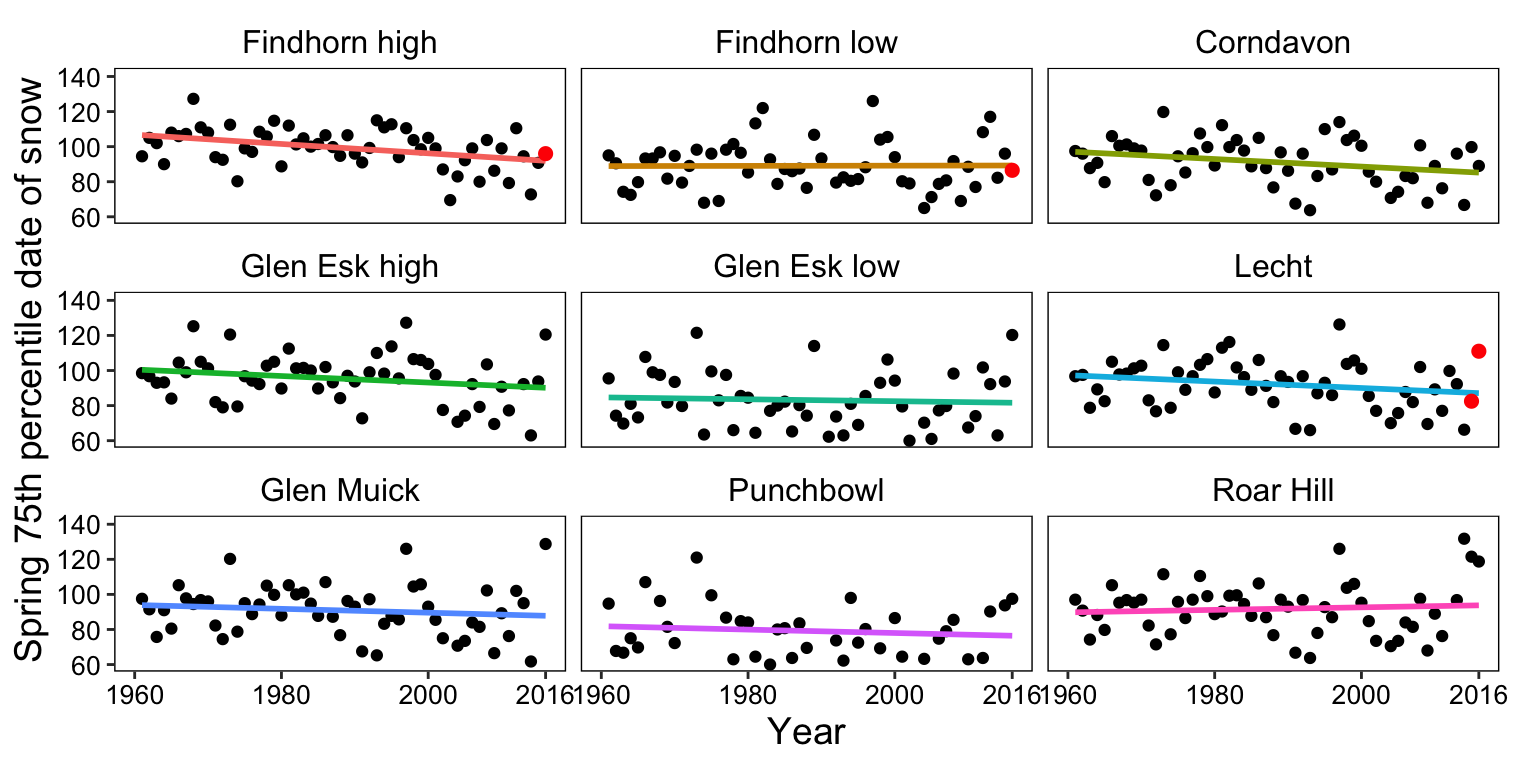 Findhorn high Findhorn low Corndavon
140
120
100
80
60
Glen Esk high Glen Esk low Lecht
140
120
100
80
60
Glen Muick Punchbowl Roar Hill
140
120
100
80
60
1960 1980 2000 2016 1960 1980 2000 2016 1960 1980 2000 2016
Year
Spring 75th percentile date of snow